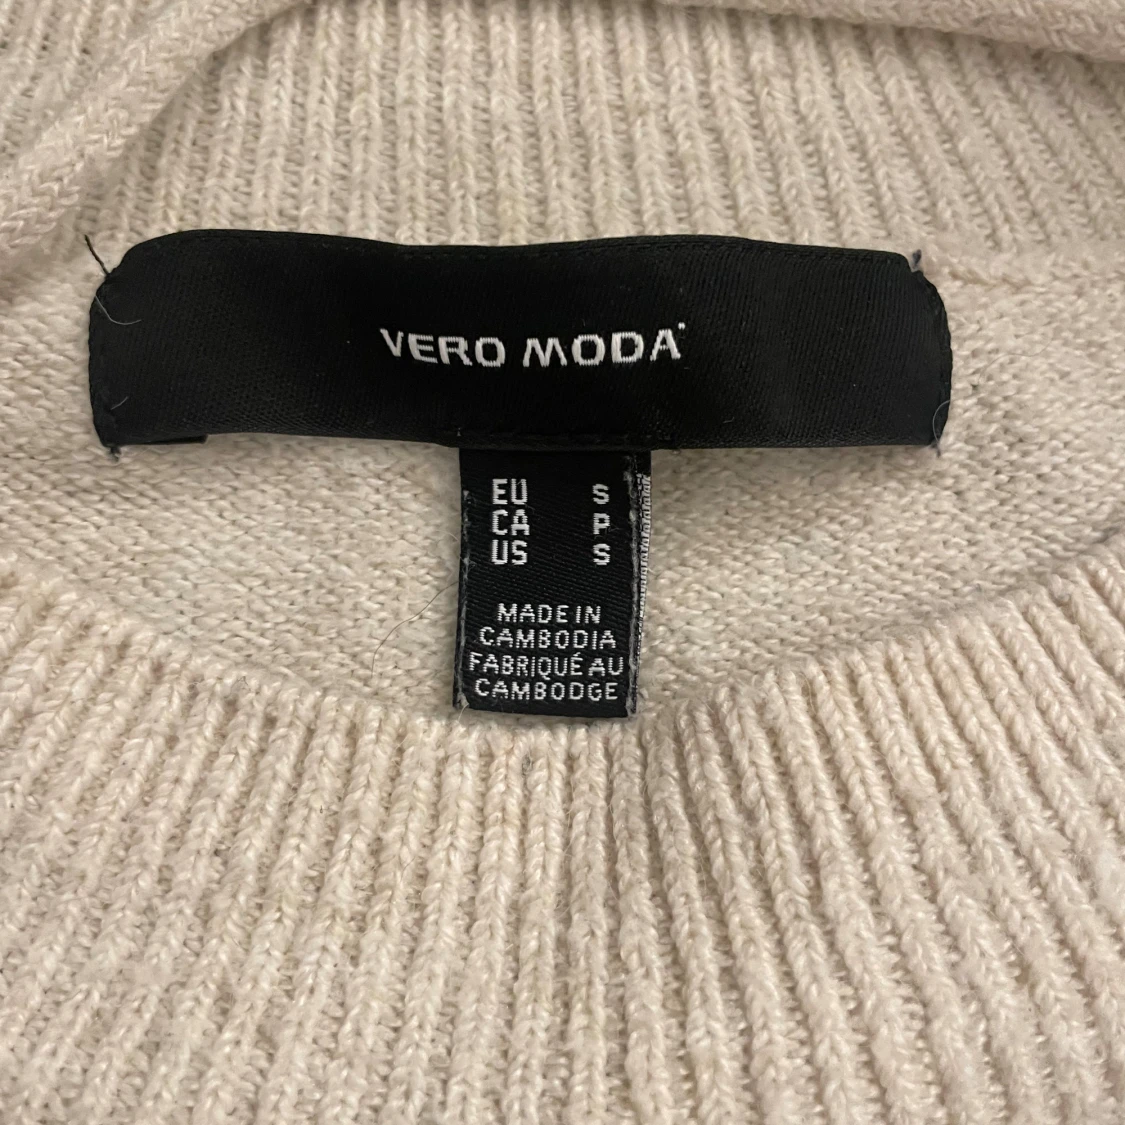 VERO MODA
EU S
CA P
US S
MADE IN
CAMBODIA
FABRIQUÉ AU
CAMBODGE